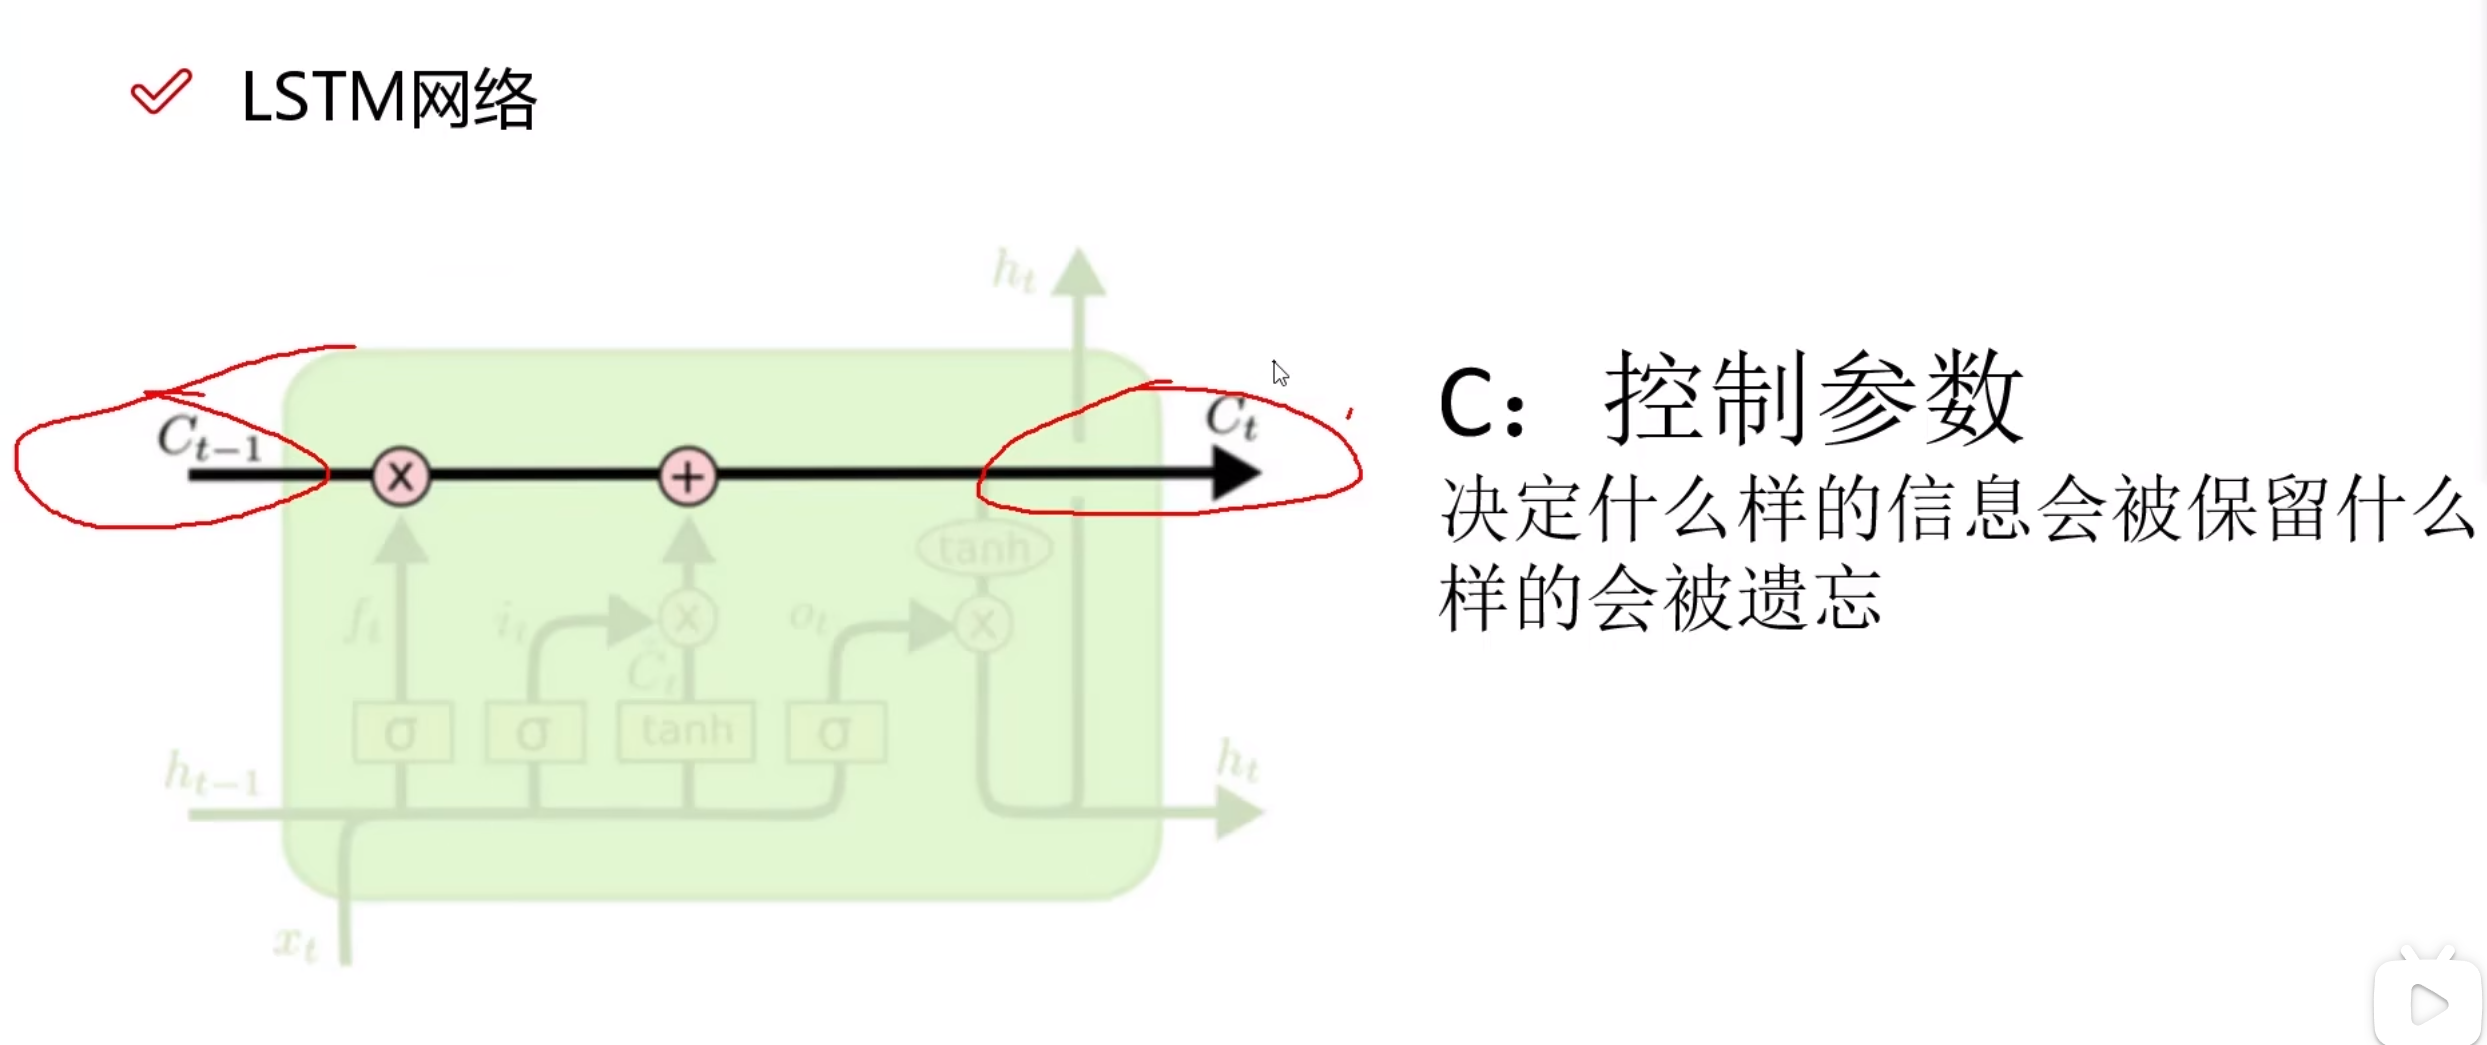 LSTM网络
h_t
C_{t-1}
C_t
x
+
tanh
f_t
i_t
x
o_t
x
C̃_t
σ
σ
tanh
σ
h_{t-1}
h_t
x_t
C：控制参数
决定什么样的信息会被保留什么
样的会被遗忘